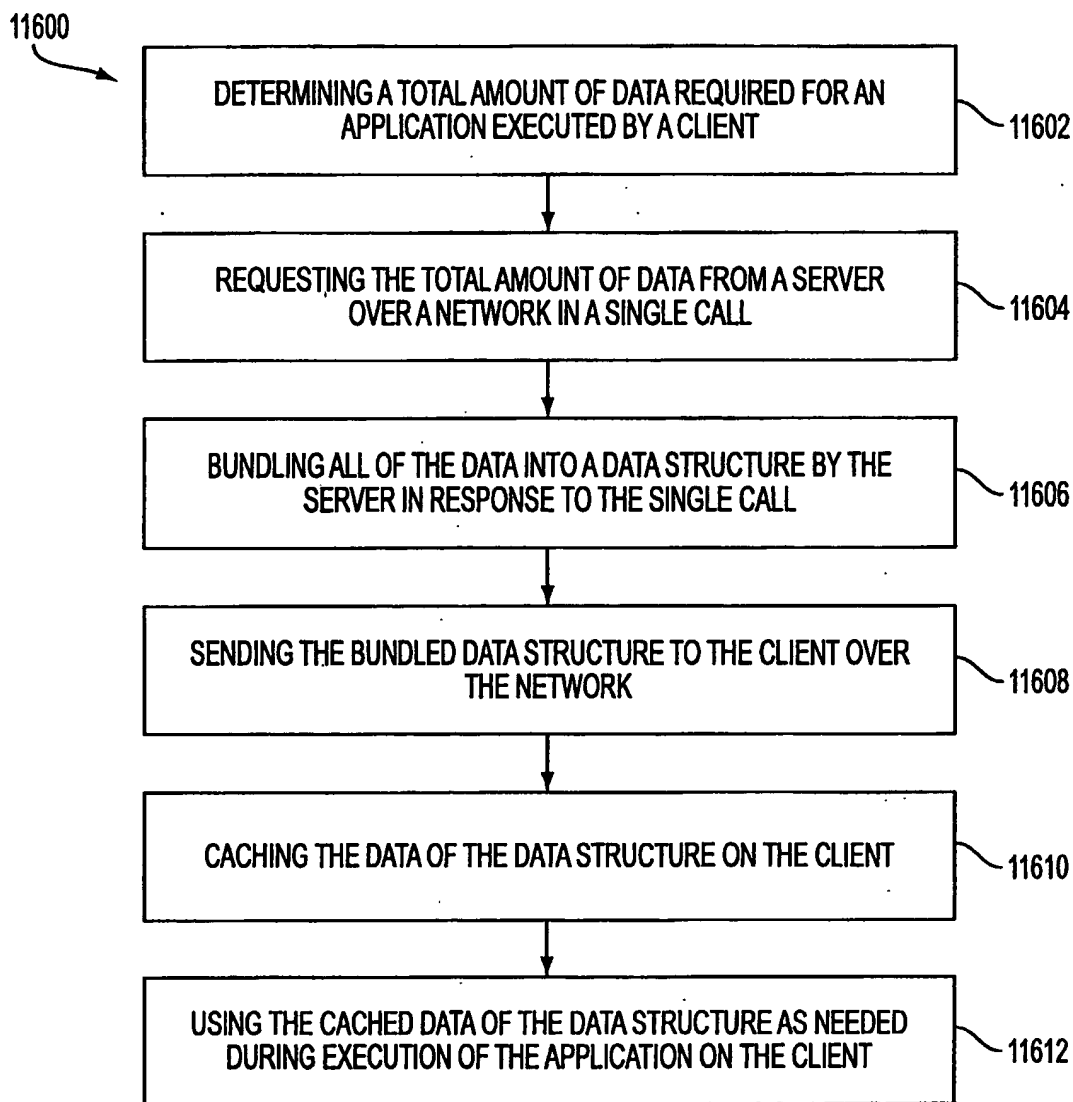 11600
DETERMINING A TOTAL AMOUNT OF DATA REQUIRED FOR AN
APPLICATION EXECUTED BY A CLIENT
11602
REQUESTING THE TOTAL AMOUNT OF DATA FROM A SERVER
OVER A NETWORK IN A SINGLE CALL
11604
BUNDLING ALL OF THE DATA INTO A DATA STRUCTURE BY THE
SERVER IN RESPONSE TO THE SINGLE CALL
11606
SENDING THE BUNDLED DATA STRUCTURE TO THE CLIENT OVER
THE NETWORK
11608
CACHING THE DATA OF THE DATA STRUCTURE ON THE CLIENT
11610
USING THE CACHED DATA OF THE DATA STRUCTURE AS NEEDED
DURING EXECUTION OF THE APPLICATION ON THE CLIENT
11612